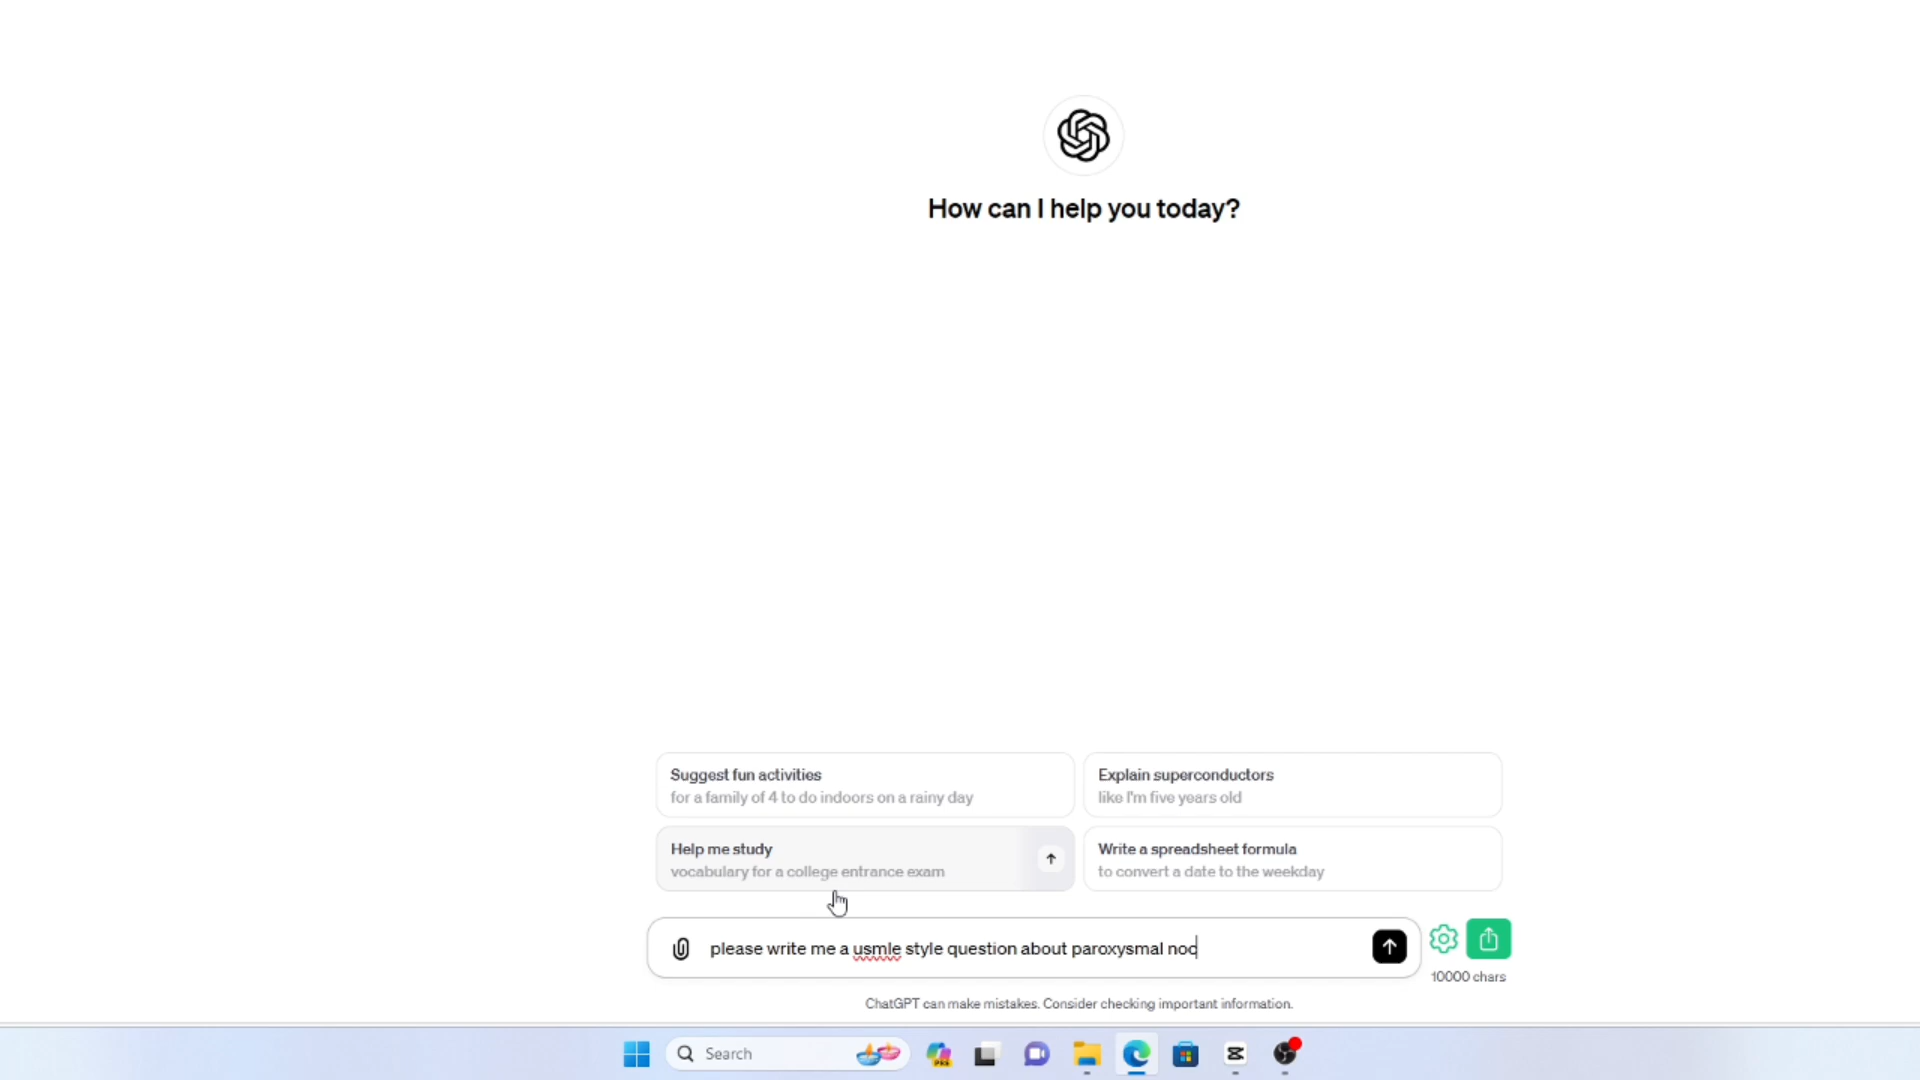 How can I help you today?
Suggest fun activities
for a family of 4 to do indoors on a rainy day
Explain superconductors
like I'm five years old
Help me study
vocabulary for a college entrance exam
Write a spreadsheet formula
to convert a date to the weekday
please write me a usmle style question about paroxysmal noc
10000 chars
ChatGPT can make mistakes. Consider checking important information.
Search